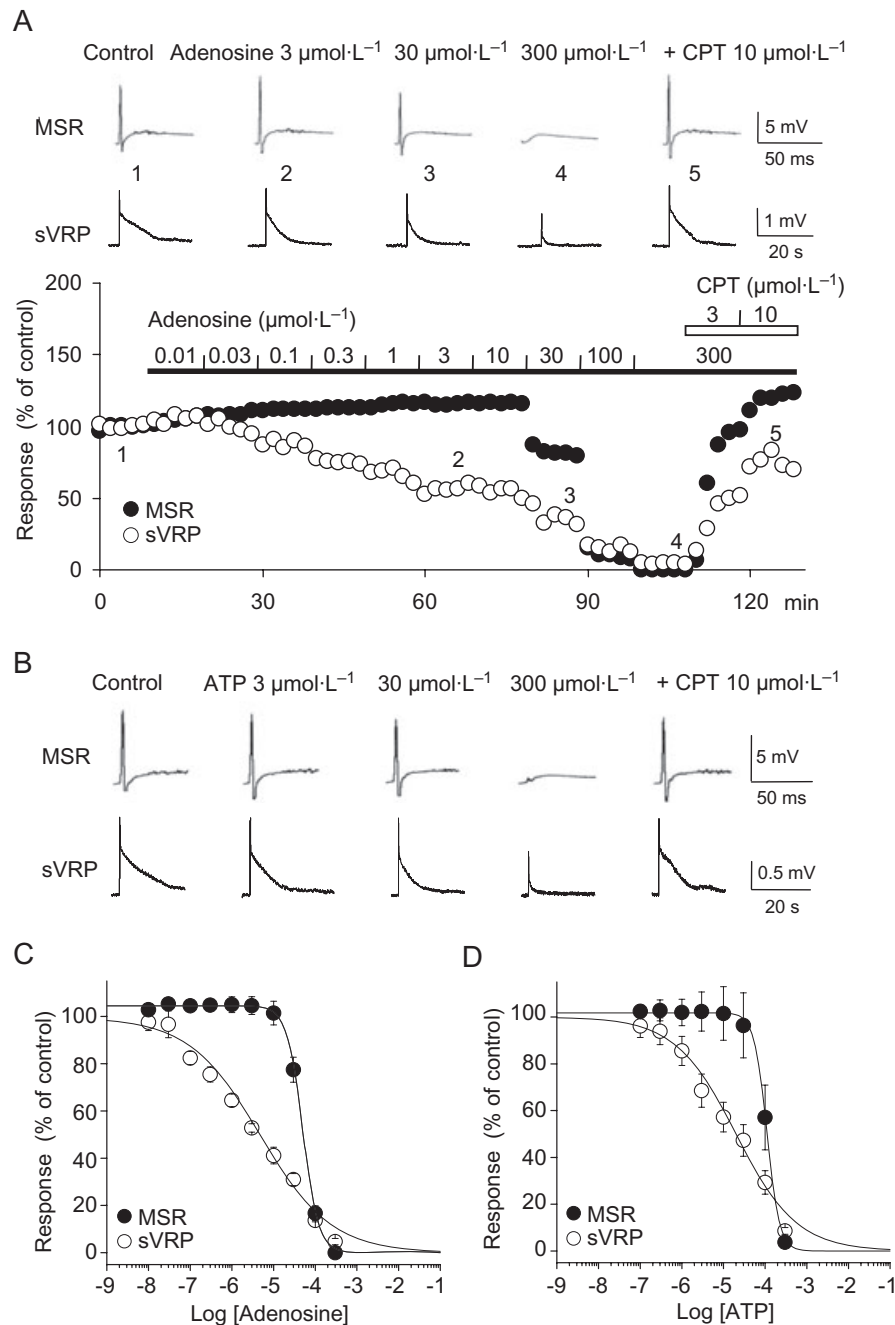 A
Control Adenosine 3 µmol·L⁻¹ 30 µmol·L⁻¹ 300 µmol·L⁻¹ + CPT 10 µmol·L⁻¹
MSR
5 mV
50 ms
1 2 3 4 5
sVRP
1 mV
20 s
Response (% of control)
200
150
100
50
0
CPT (µmol·L⁻¹)
3 10
Adenosine (µmol·L⁻¹)
0.01 0.03 0.1 0.3 1 3 10 30 100 300
1 2 3 4 5
MSR
sVRP
0 30 60 90 120 min
B
Control ATP 3 µmol·L⁻¹ 30 µmol·L⁻¹ 300 µmol·L⁻¹ + CPT 10 µmol·L⁻¹
MSR
5 mV
50 ms
sVRP
0.5 mV
20 s
C
Response (% of control)
100
80
60
40
20
0
MSR
sVRP
-9 -8 -7 -6 -5 -4 -3 -2 -1
Log [Adenosine]
D
Response (% of control)
100
80
60
40
20
0
MSR
sVRP
-9 -8 -7 -6 -5 -4 -3 -2 -1
Log [ATP]